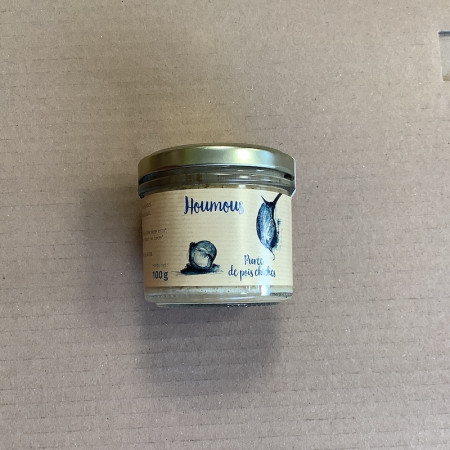 Houmous
Purée
de pois chiches
100g